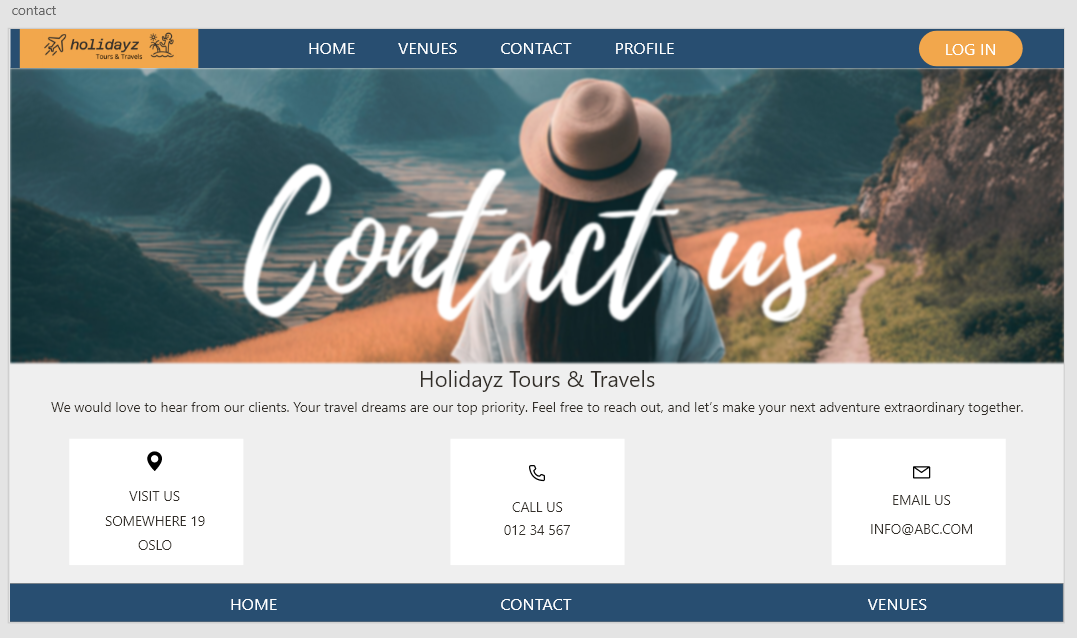 contact
holidayz
Tours & Travels
HOME VENUES CONTACT PROFILE
LOG IN
Contact us
Holidayz Tours & Travels
We would love to hear from our clients. Your travel dreams are our top priority. Feel free to reach out, and let’s make your next adventure extraordinary together.
VISIT US
SOMEWHERE 19
OSLO
CALL US
012 34 567
EMAIL US
INFO@ABC.COM
HOME CONTACT VENUES